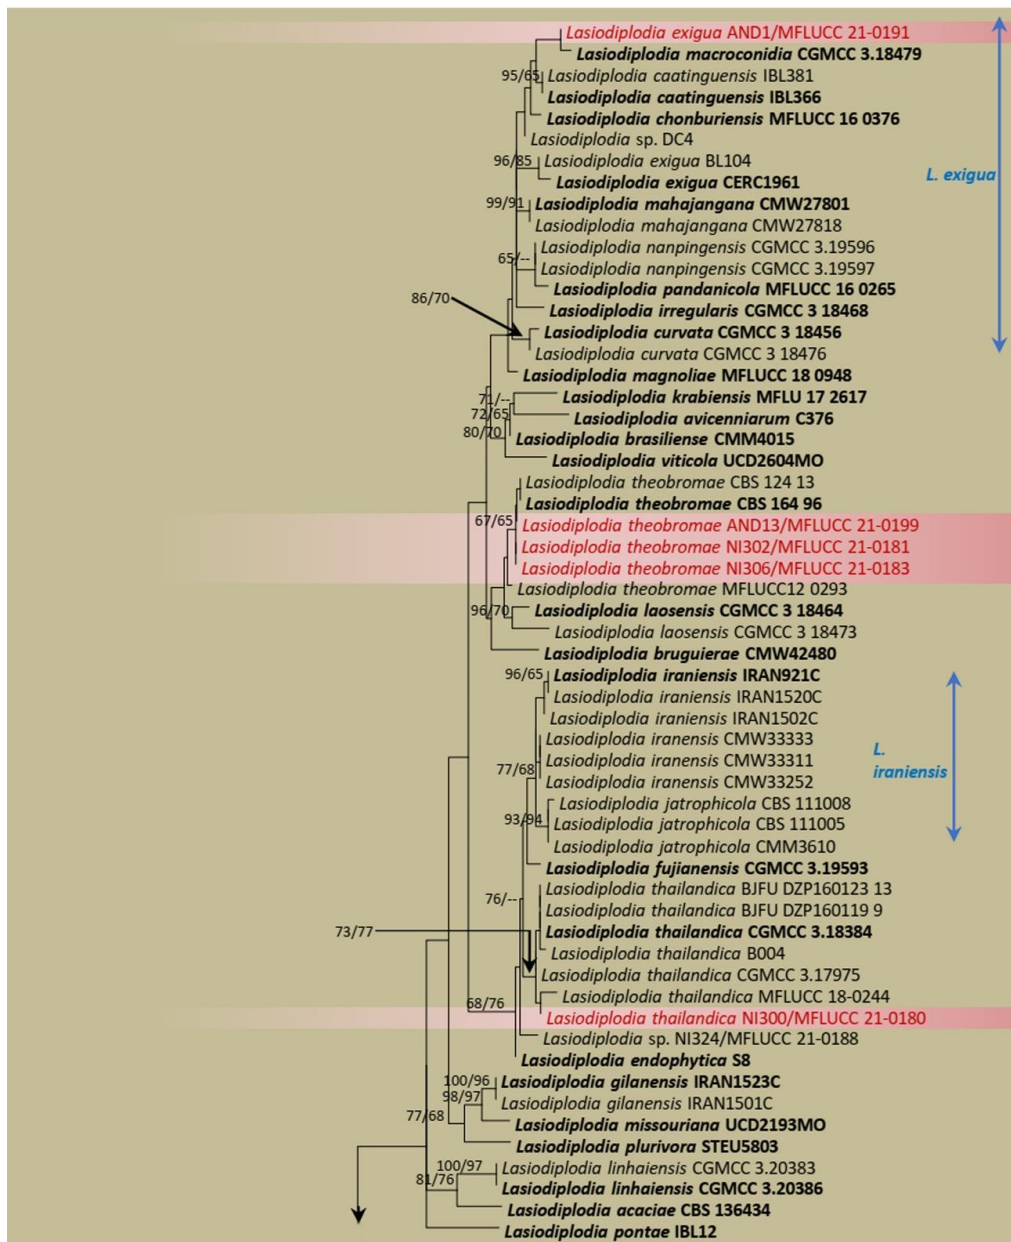 Lasiodiplodia exigua AND1/MFLUCC 21-0191
Lasiodiplodia macroconidia CGMCC 3.18479
95/65
Lasiodiplodia caatinguensis IBL381
Lasiodiplodia caatinguensis IBL366
Lasiodiplodia chonburiensis MFLUCC 16 0376
Lasiodiplodia sp. DC4
96/85
Lasiodiplodia exigua BL104
L. exigua
Lasiodiplodia exigua CERC1961
99/91
Lasiodiplodia mahajangana CMW27801
Lasiodiplodia mahajangana CMW27818
Lasiodiplodia nanpingensis CGMCC 3.19596
65/--
Lasiodiplodia nanpingensis CGMCC 3.19597
Lasiodiplodia pandanicola MFLUCC 16 0265
86/70
Lasiodiplodia irregularis CGMCC 3 18468
Lasiodiplodia curvata CGMCC 3 18456
Lasiodiplodia curvata CGMCC 3 18476
Lasiodiplodia magnoliae MFLUCC 18 0948
71/--
Lasiodiplodia krabiensis MFLU 17 2617
72/65
Lasiodiplodia avicenniarum C376
80/70
Lasiodiplodia brasiliense CMM4015
Lasiodiplodia viticola UCD2604MO
Lasiodiplodia theobromae CBS 124 13
Lasiodiplodia theobromae CBS 164 96
67/65
Lasiodiplodia theobromae AND13/MFLUCC 21-0199
Lasiodiplodia theobromae NI302/MFLUCC 21-0181
Lasiodiplodia theobromae NI306/MFLUCC 21-0183
Lasiodiplodia theobromae MFLUCC12 0293
96/70
Lasiodiplodia laosensis CGMCC 3 18464
Lasiodiplodia laosensis CGMCC 3 18473
Lasiodiplodia bruguierae CMW42480
96/65
Lasiodiplodia iraniensis IRAN921C
Lasiodiplodia iraniensis IRAN1520C
Lasiodiplodia iraniensis IRAN1502C
Lasiodiplodia iranensis CMW33333
L.
iraniensis
Lasiodiplodia iranensis CMW33311
77/68
Lasiodiplodia iranensis CMW33252
Lasiodiplodia jatrophicola CBS 111008
93/94
Lasiodiplodia jatrophicola CBS 111005
Lasiodiplodia jatrophicola CMM3610
Lasiodiplodia fujianensis CGMCC 3.19593
Lasiodiplodia thailandica BJFU DZP160123 13
76/--
Lasiodiplodia thailandica BJFU DZP160119 9
73/77
Lasiodiplodia thailandica CGMCC 3.18384
Lasiodiplodia thailandica B004
Lasiodiplodia thailandica CGMCC 3.17975
Lasiodiplodia thailandica MFLUCC 18-0244
68/76
Lasiodiplodia thailandica NI300/MFLUCC 21-0180
Lasiodiplodia sp. NI324/MFLUCC 21-0188
Lasiodiplodia endophytica S8
100/96
Lasiodiplodia gilanensis IRAN1523C
98/97
Lasiodiplodia gilanensis IRAN1501C
77/68
Lasiodiplodia missouriana UCD2193MO
Lasiodiplodia plurivora STEU5803
100/97
Lasiodiplodia linhaiensis CGMCC 3.20383
81/76
Lasiodiplodia linhaiensis CGMCC 3.20386
Lasiodiplodia acaciae CBS 136434
Lasiodiplodia pontae IBL12